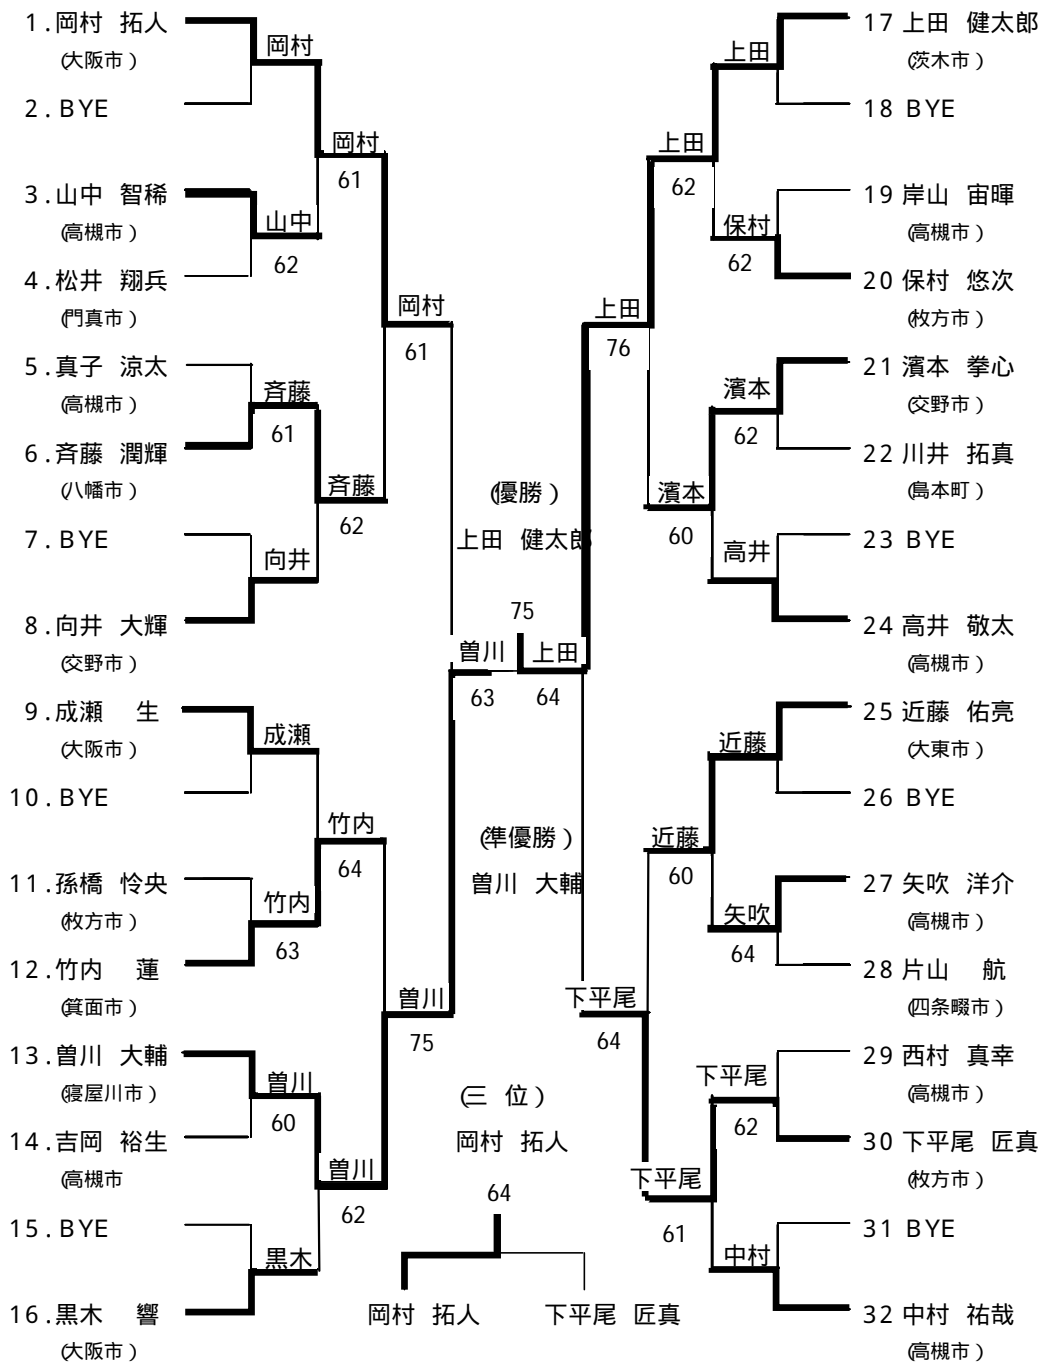 1.岡村 拓人
(大阪市)
2.BYE
3.山中 智稀
(高槻市)
4.松井 翔兵
(門真市)
5.真子 涼太
(高槻市)
6.斉藤 潤輝
(八幡市)
7.BYE
8.向井 大輝
(交野市)
9.成瀬 生
(大阪市)
10.BYE
11.孫橋 怜央
(枚方市)
12.竹内 蓮
(箕面市)
13.曽川 大輔
(寝屋川市)
14.吉岡 裕生
(高槻市
15.BYE
16.黒木 響
(大阪市)
岡村
山中
62
斉藤
61
向井
成瀬
竹内
63
曽川
60
黒木
岡村
61
斉藤
62
竹内
64
曽川
62
岡村
61
曽川
75
曽川
63
(優勝)
上田 健太郎
75
上田
64
(準優勝)
曽川 大輔
(三 位)
岡村 拓人
64
岡村 拓人
下平尾 匠真
上田
76
下平尾
64
上田
62
濱本
60
近藤
60
下平尾
61
上田
保村
62
濱本
62
高井
近藤
矢吹
64
下平尾
62
中村
17 上田 健太郎
(茨木市)
18 BYE
19 岸山 宙暉
(高槻市)
20 保村 悠次
(枚方市)
21 濱本 拳心
(交野市)
22 川井 拓真
(島本町)
23 BYE
24 高井 敬太
(高槻市)
25 近藤 佑亮
(大東市)
26 BYE
27 矢吹 洋介
(高槻市)
28 片山 航
(四条畷市)
29 西村 真幸
(高槻市)
30 下平尾 匠真
(枚方市)
31 BYE
32 中村 祐哉
(高槻市)